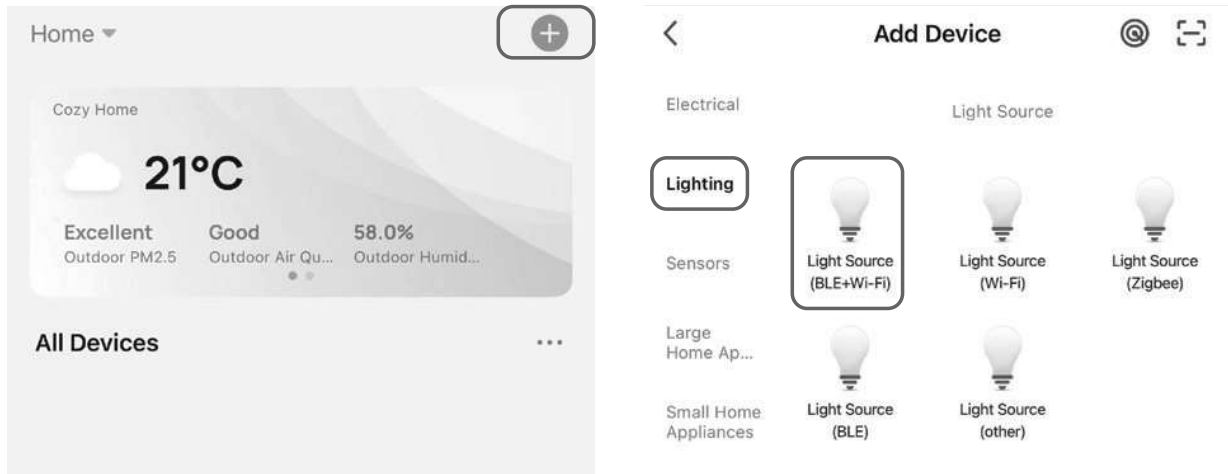 Home
Cozy Home
21°C
Excellent Good 58.0%
Outdoor PM2.5 Outdoor Air Qu... Outdoor Humid...
All Devices
Add Device
Electrical
Lighting
Sensors
Large
Home Ap...
Small Home
Appliances
Light Source
Light Source
(BLE+Wi-Fi)
Light Source
(Wi-Fi)
Light Source
(Zigbee)
Light Source
(BLE)
Light Source
(other)